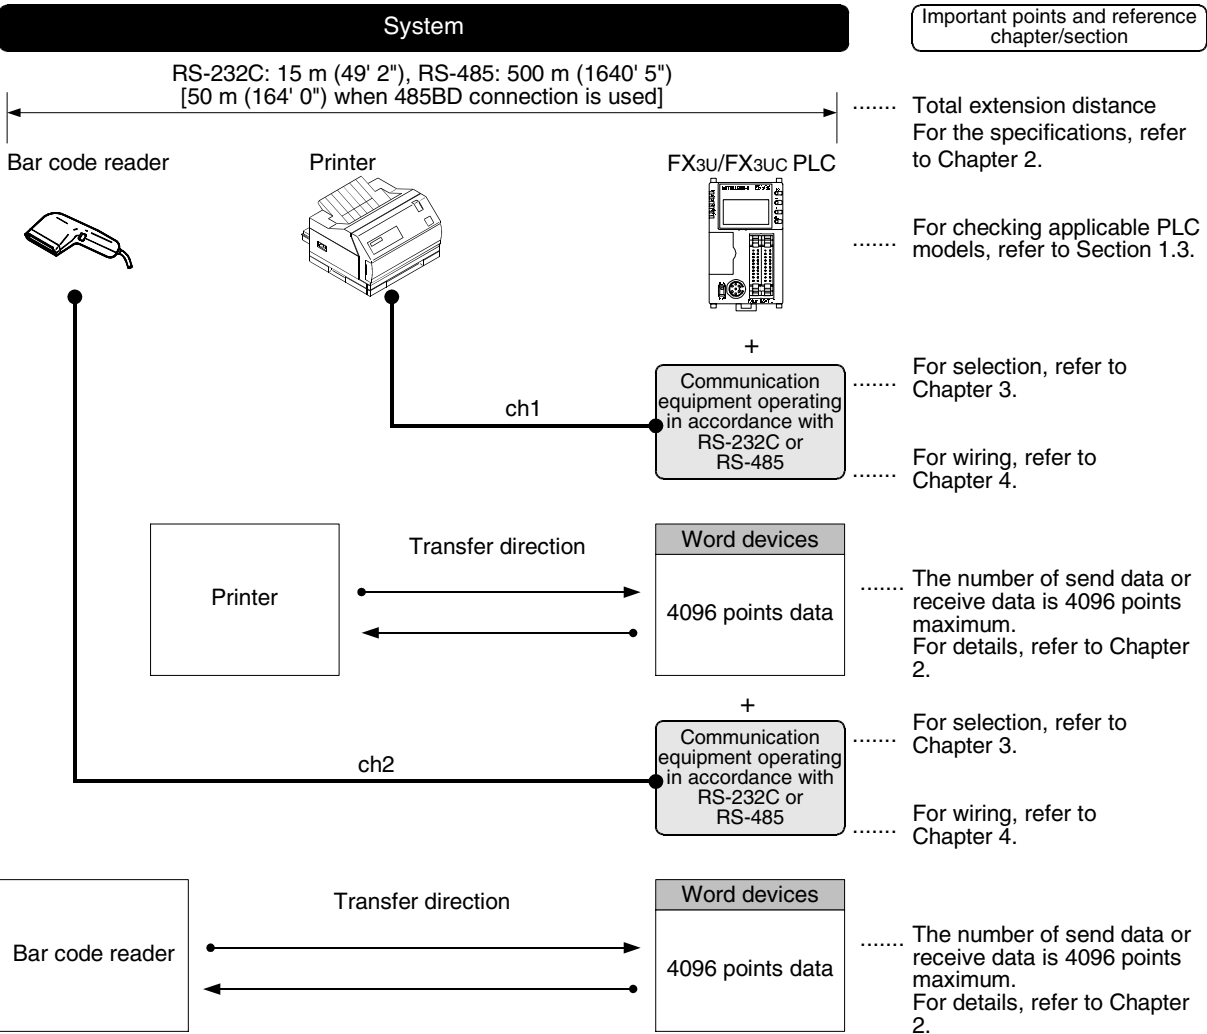 System
Important points and reference
chapter/section
RS-232C: 15 m (49' 2"), RS-485: 500 m (1640' 5")
[50 m (164' 0") when 485BD connection is used]
....... Total extension distance
For the specifications, refer
to Chapter 2.
Bar code reader
Printer
FX3U/FX3UC PLC
....... For checking applicable PLC
models, refer to Section 1.3.
+
Communication
equipment operating
in accordance with
RS-232C or
RS-485
ch1
....... For selection, refer to
Chapter 3.
....... For wiring, refer to
Chapter 4.
Printer
Transfer direction
Word devices
4096 points data
....... The number of send data or
receive data is 4096 points
maximum.
For details, refer to Chapter
2.
+
Communication
equipment operating
in accordance with
RS-232C or
RS-485
ch2
....... For selection, refer to
Chapter 3.
....... For wiring, refer to
Chapter 4.
Bar code reader
Transfer direction
Word devices
4096 points data
....... The number of send data or
receive data is 4096 points
maximum.
For details, refer to Chapter
2.